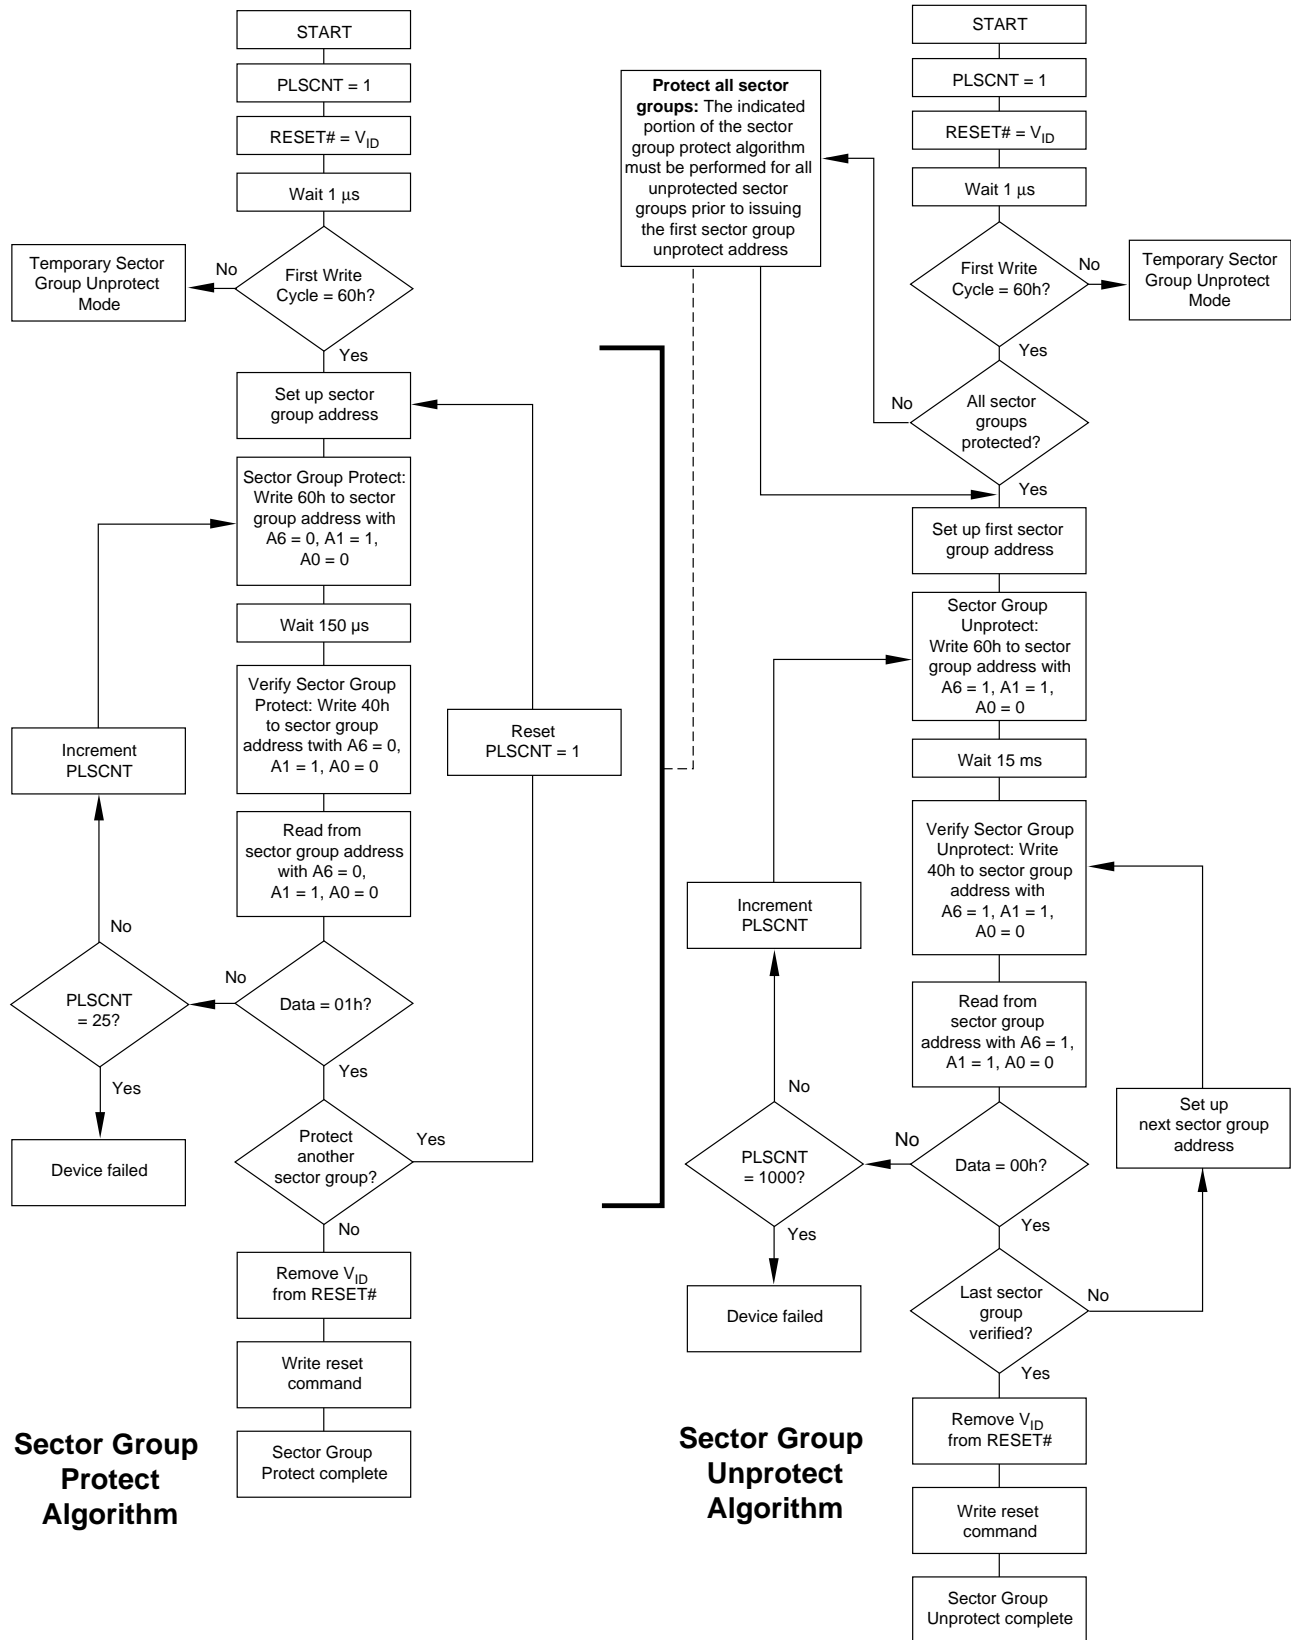 START
PLSCNT = 1
RESET# = VID
Wait 1 μs
First Write
Cycle = 60h?
No
Temporary Sector
Group Unprotect
Mode
Yes
Set up sector
group address
Sector Group Protect:
Write 60h to sector
group address with
A6 = 0, A1 = 1,
A0 = 0
Wait 150 µs
Verify Sector Group
Protect: Write 40h
to sector group
address twith A6 = 0,
A1 = 1, A0 = 0
Reset
PLSCNT = 1
Increment
PLSCNT
Read from
sector group address
with A6 = 0,
A1 = 1, A0 = 0
No
No
PLSCNT
= 25?
Data = 01h?
Yes
Yes
Device failed
Protect
another
sector group?
Yes
No
Remove VID
from RESET#
Write reset
command
Sector Group
Protect complete
Sector Group
Protect
Algorithm
Protect all sector
groups: The indicated
portion of the sector
group protect algorithm
must be performed for all
unprotected sector
groups prior to issuing
the first sector group
unprotect address
START
PLSCNT = 1
RESET# = VID
Wait 1 μs
First Write
Cycle = 60h?
No
Temporary Sector
Group Unprotect
Mode
Yes
No
All sector
groups
protected?
Yes
Set up first sector
group address
Sector Group
Unprotect:
Write 60h to sector
group address with
A6 = 1, A1 = 1,
A0 = 0
Wait 15 ms
Verify Sector Group
Unprotect: Write
40h to sector group
address with
A6 = 1, A1 = 1,
A0 = 0
Increment
PLSCNT
Read from
sector group
address with A6 = 1,
A1 = 1, A0 = 0
No
No
Set up
next sector group
address
PLSCNT
= 1000?
Data = 00h?
Yes
Yes
Device failed
Last sector
group
verified?
No
Yes
Remove VID
from RESET#
Write reset
command
Sector Group
Unprotect complete
Sector Group
Unprotect
Algorithm